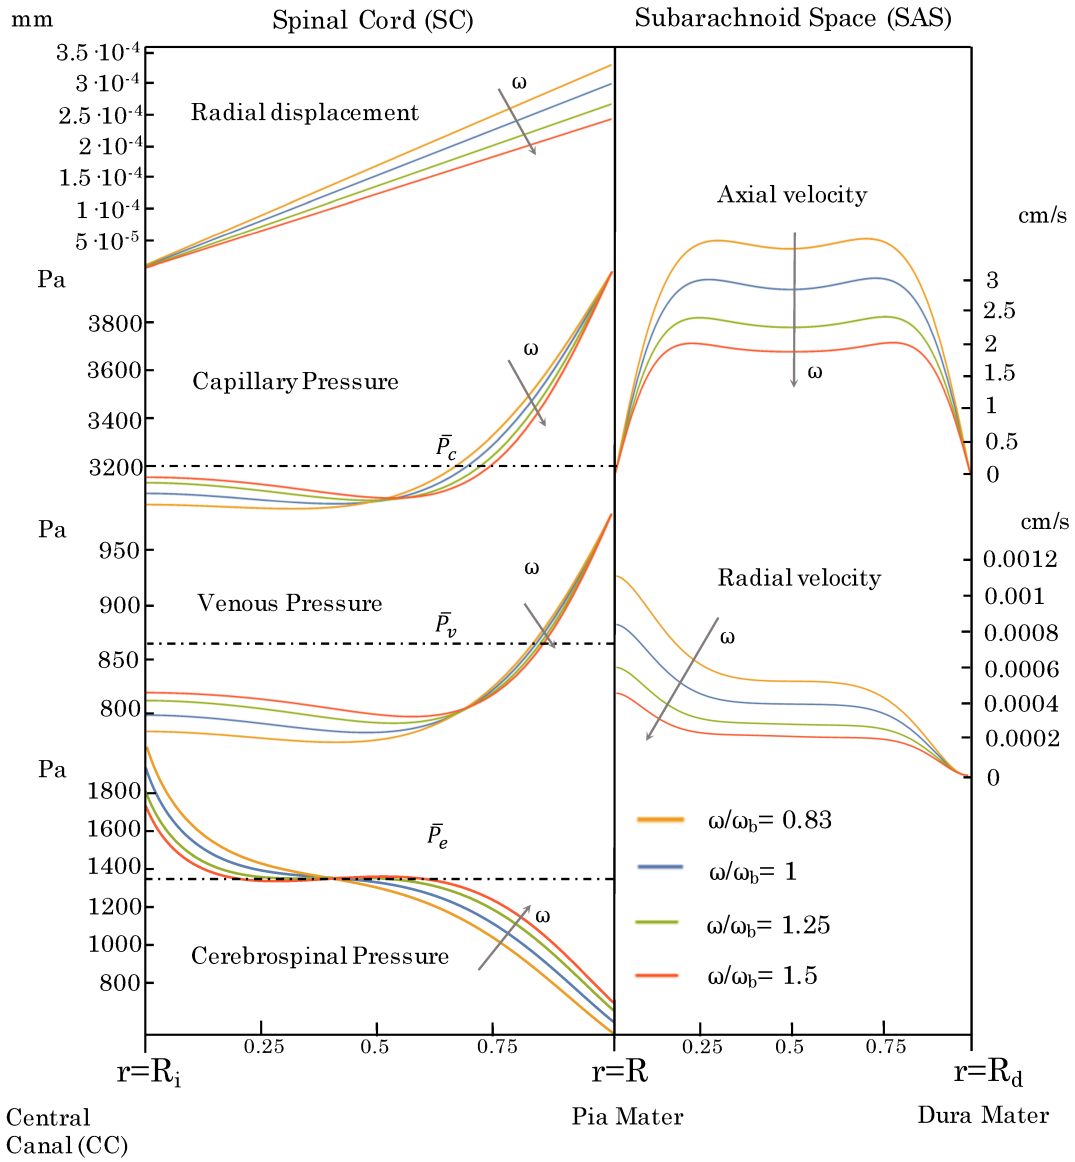 mm
Spinal Cord (SC)
Subarachnoid Space (SAS)
3.5·10-4
3·10-4
2.5·10-4
2·10-4
1.5·10-4
1·10-4
5·10-5
Radial displacement
ω
Axial velocity
cm/s
3
2.5
2
1.5
1
0.5
0
ω
Pa
3800
3600
3400
3200
Capillary Pressure
ω
P̄c
Pa
950
900
850
800
Venous Pressure
ω
P̄v
cm/s
0.0012
0.001
0.0008
0.0006
0.0004
0.0002
0
Radial velocity
ω
Pa
1800
1600
1400
1200
1000
800
P̄e
ω
Cerebrospinal Pressure
ω/ωb= 0.83
ω/ωb= 1
ω/ωb= 1.25
ω/ωb= 1.5
0.25
0.5
0.75
0.25
0.5
0.75
r=Ri
r=R
r=Rd
Central
Canal (CC)
Pia Mater
Dura Mater